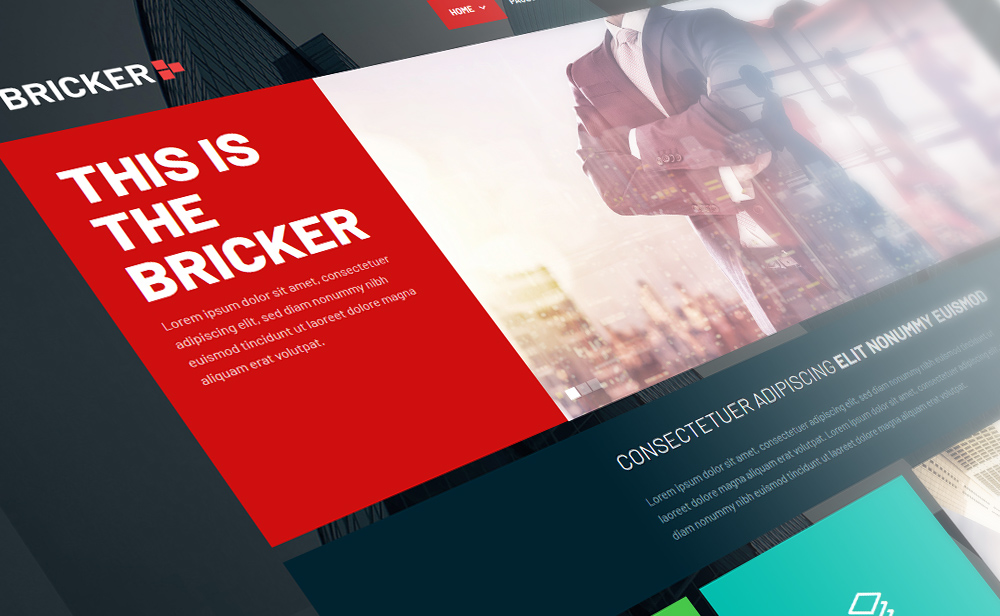 HOME
BRICKER
THIS IS
THE
BRICKER
Lorem ipsum dolor sit amet, consectetuer
adipiscing elit, sed diam nonummy nibh
euismod tincidunt ut laoreet dolore magna
aliquam erat volutpat.
CONSECTETUER ADIPISCING ELIT NONUMMY EUISMOD
Lorem ipsum dolor sit amet, consectetuer adipiscing elit, sed diam nonummy nibh euismod tincidunt ut
laoreet dolore magna aliquam erat volutpat. Lorem ipsum dolor sit amet, consectetuer adipiscing elit, sed
diam nonummy nibh euismod tincidunt ut laoreet dolore magna aliquam erat volutpat.